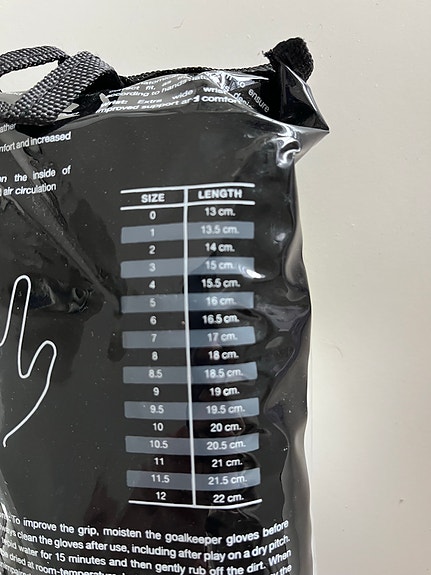 fit.
according to hand
wrist: Extra wide wrist
ensure
improved support and comfort
mfort and increased
on the inside of
air circulation
SIZE LENGTH
0 13 cm.
1 13.5 cm.
2 14 cm.
3 15 cm.
4 15.5 cm.
5 16 cm.
6 16.5 cm.
7 17 cm.
8 18 cm.
8.5 18.5 cm.
9 19 cm.
9.5 19.5 cm.
10 20 cm.
10.5 20.5 cm.
11 21 cm.
11.5 21.5 cm.
12 22 cm.
To improve the grip, moisten the goalkeeper gloves before
clean the gloves after use, including after play on a dry pitch.
water for 15 minutes and then gently rub off the dirt. When
dried at room-temperature